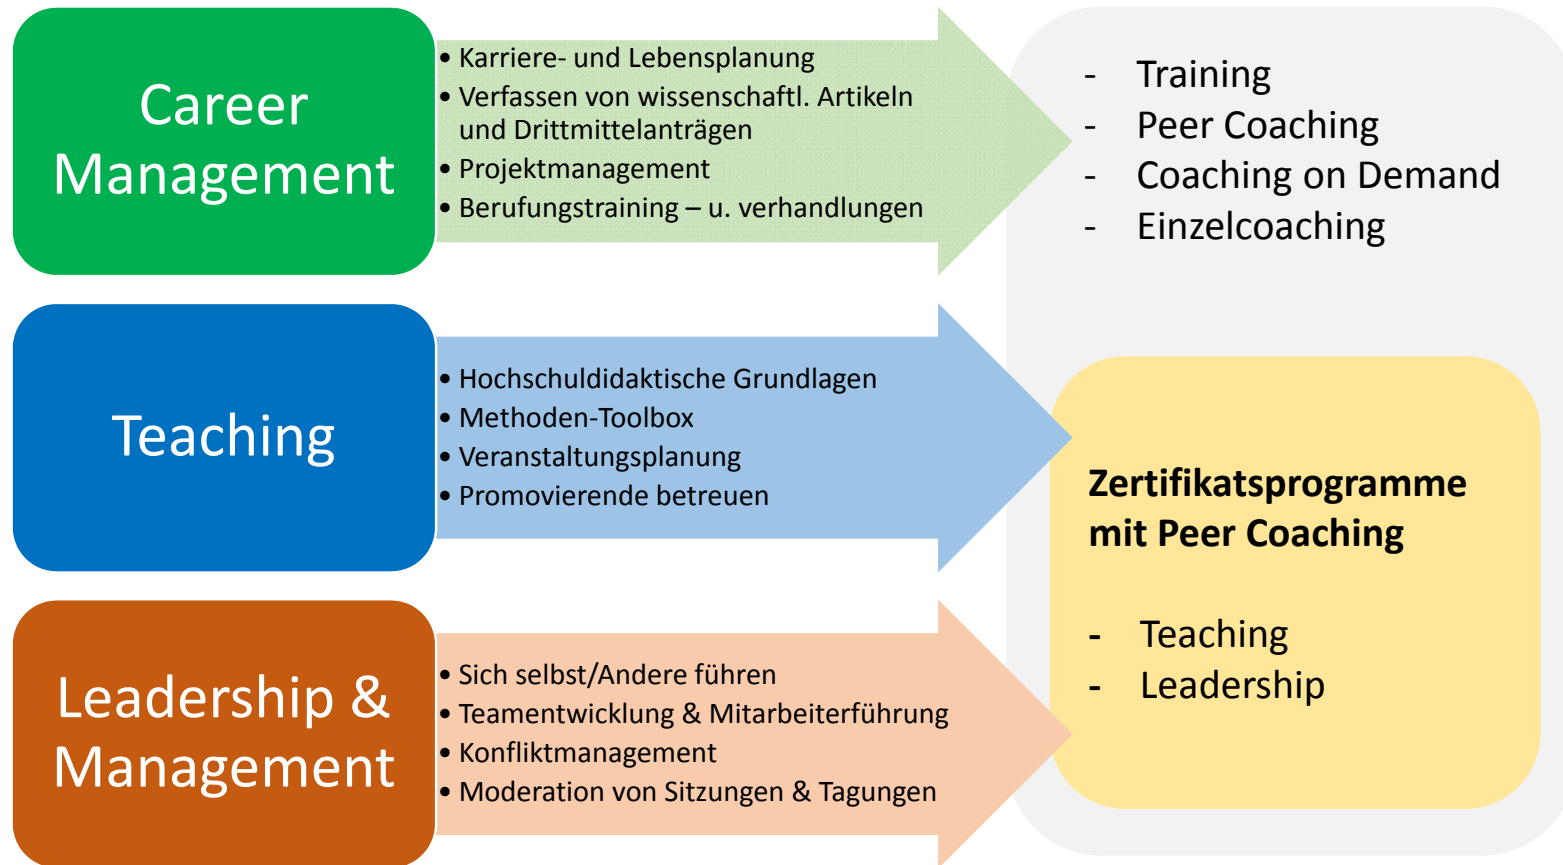 Career
Management
• Karriere- und Lebensplanung
• Verfassen von wissenschaftl. Artikeln
und Drittmittelanträgen
• Projektmanagement
• Berufungstraining – u. verhandlungen
- Training
- Peer Coaching
- Coaching on Demand
- Einzelcoaching
Teaching
• Hochschuldidaktische Grundlagen
• Methoden-Toolbox
• Veranstaltungsplanung
• Promovierende betreuen
Zertifikatsprogramme
mit Peer Coaching
- Teaching
- Leadership
Leadership &
Management
• Sich selbst/Andere führen
• Teamentwicklung & Mitarbeiterführung
• Konfliktmanagement
• Moderation von Sitzungen & Tagungen